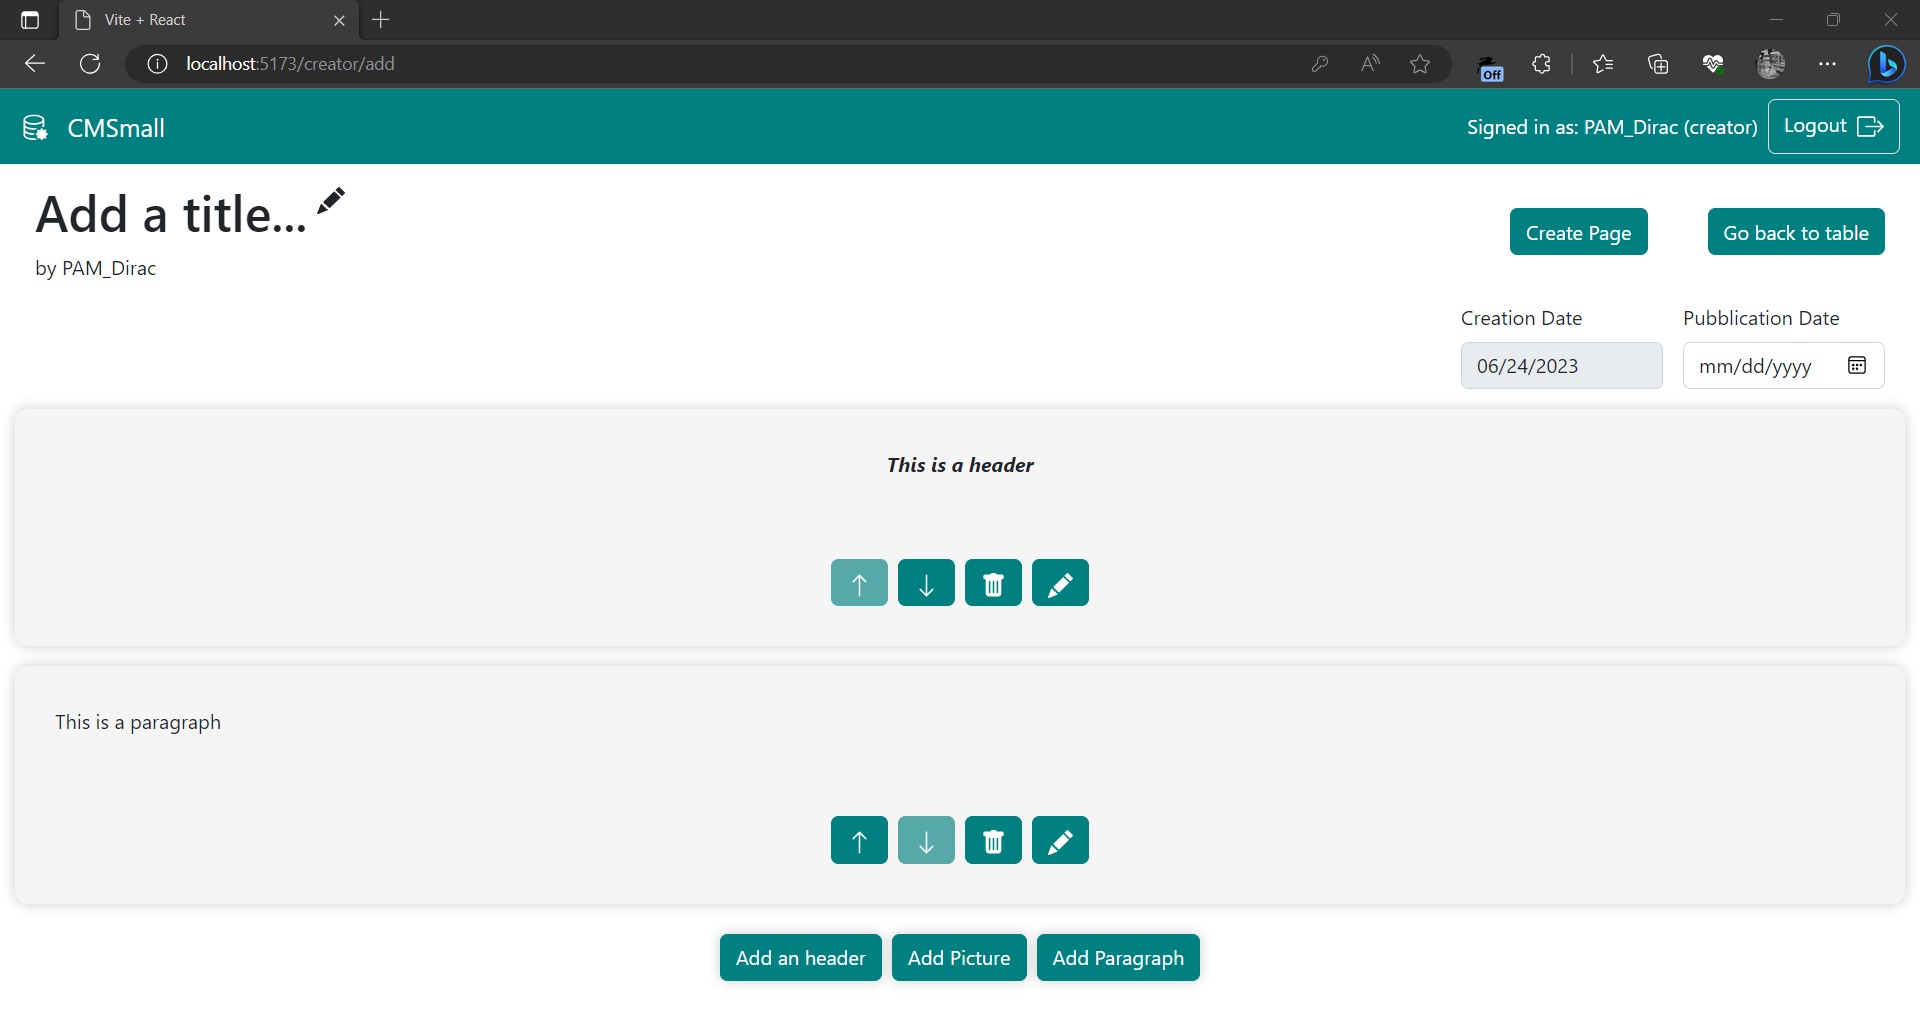 Vite + React
localhost:5173/creator/add
Off
CMSmall
Signed in as: PAM_Dirac (creator)
Logout
Add a title...
by PAM_Dirac
Create Page
Go back to table
Creation Date
Pubblication Date
06/24/2023
mm/dd/yyyy
This is a header
This is a paragraph
Add an header
Add Picture
Add Paragraph